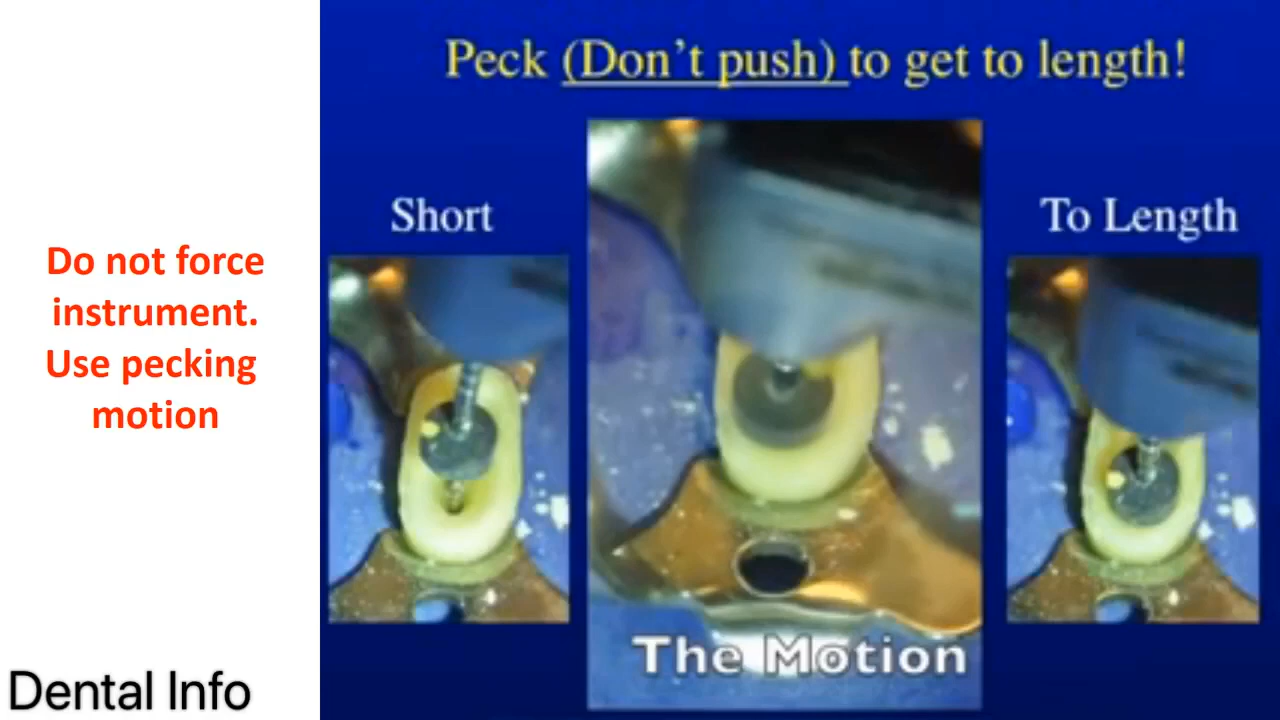 Peck (Don't push) to get to length!
Short
To Length
Do not force
instrument.
Use pecking
motion
The Motion
Dental Info